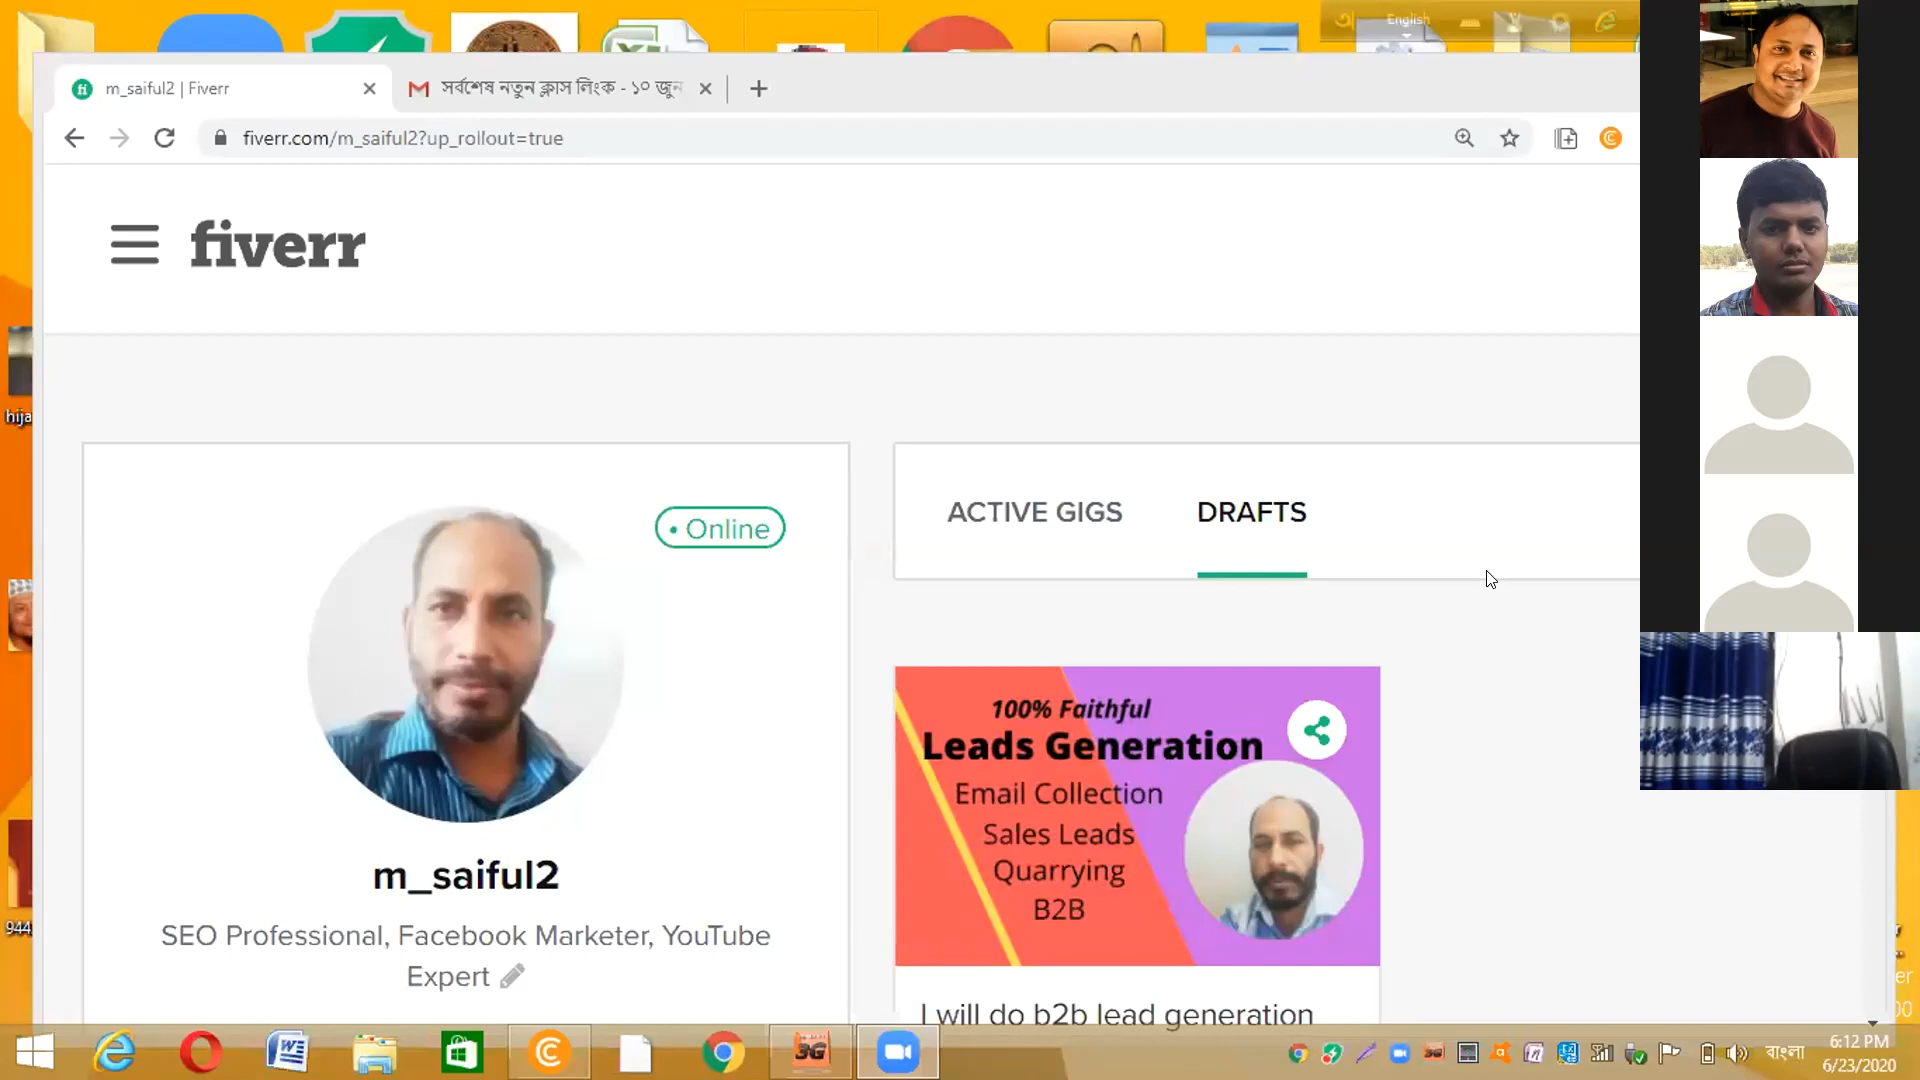 English
m_saiful2 | Fiverr
সর্বশেষ নতুন ক্লাস লিংক - ১০ জুন
fiverr.com/m_saiful2?up_rollout=true
fiverr
hija
• Online
ACTIVE GIGS
DRAFTS
100% Faithful
Leads Generation
Email Collection
Sales Leads
Quarrying
B2B
m_saiful2
SEO Professional, Facebook Marketer, YouTube
Expert
944
I will do b2b lead generation
3G
6:12 PM
বাংলা
6/23/2020